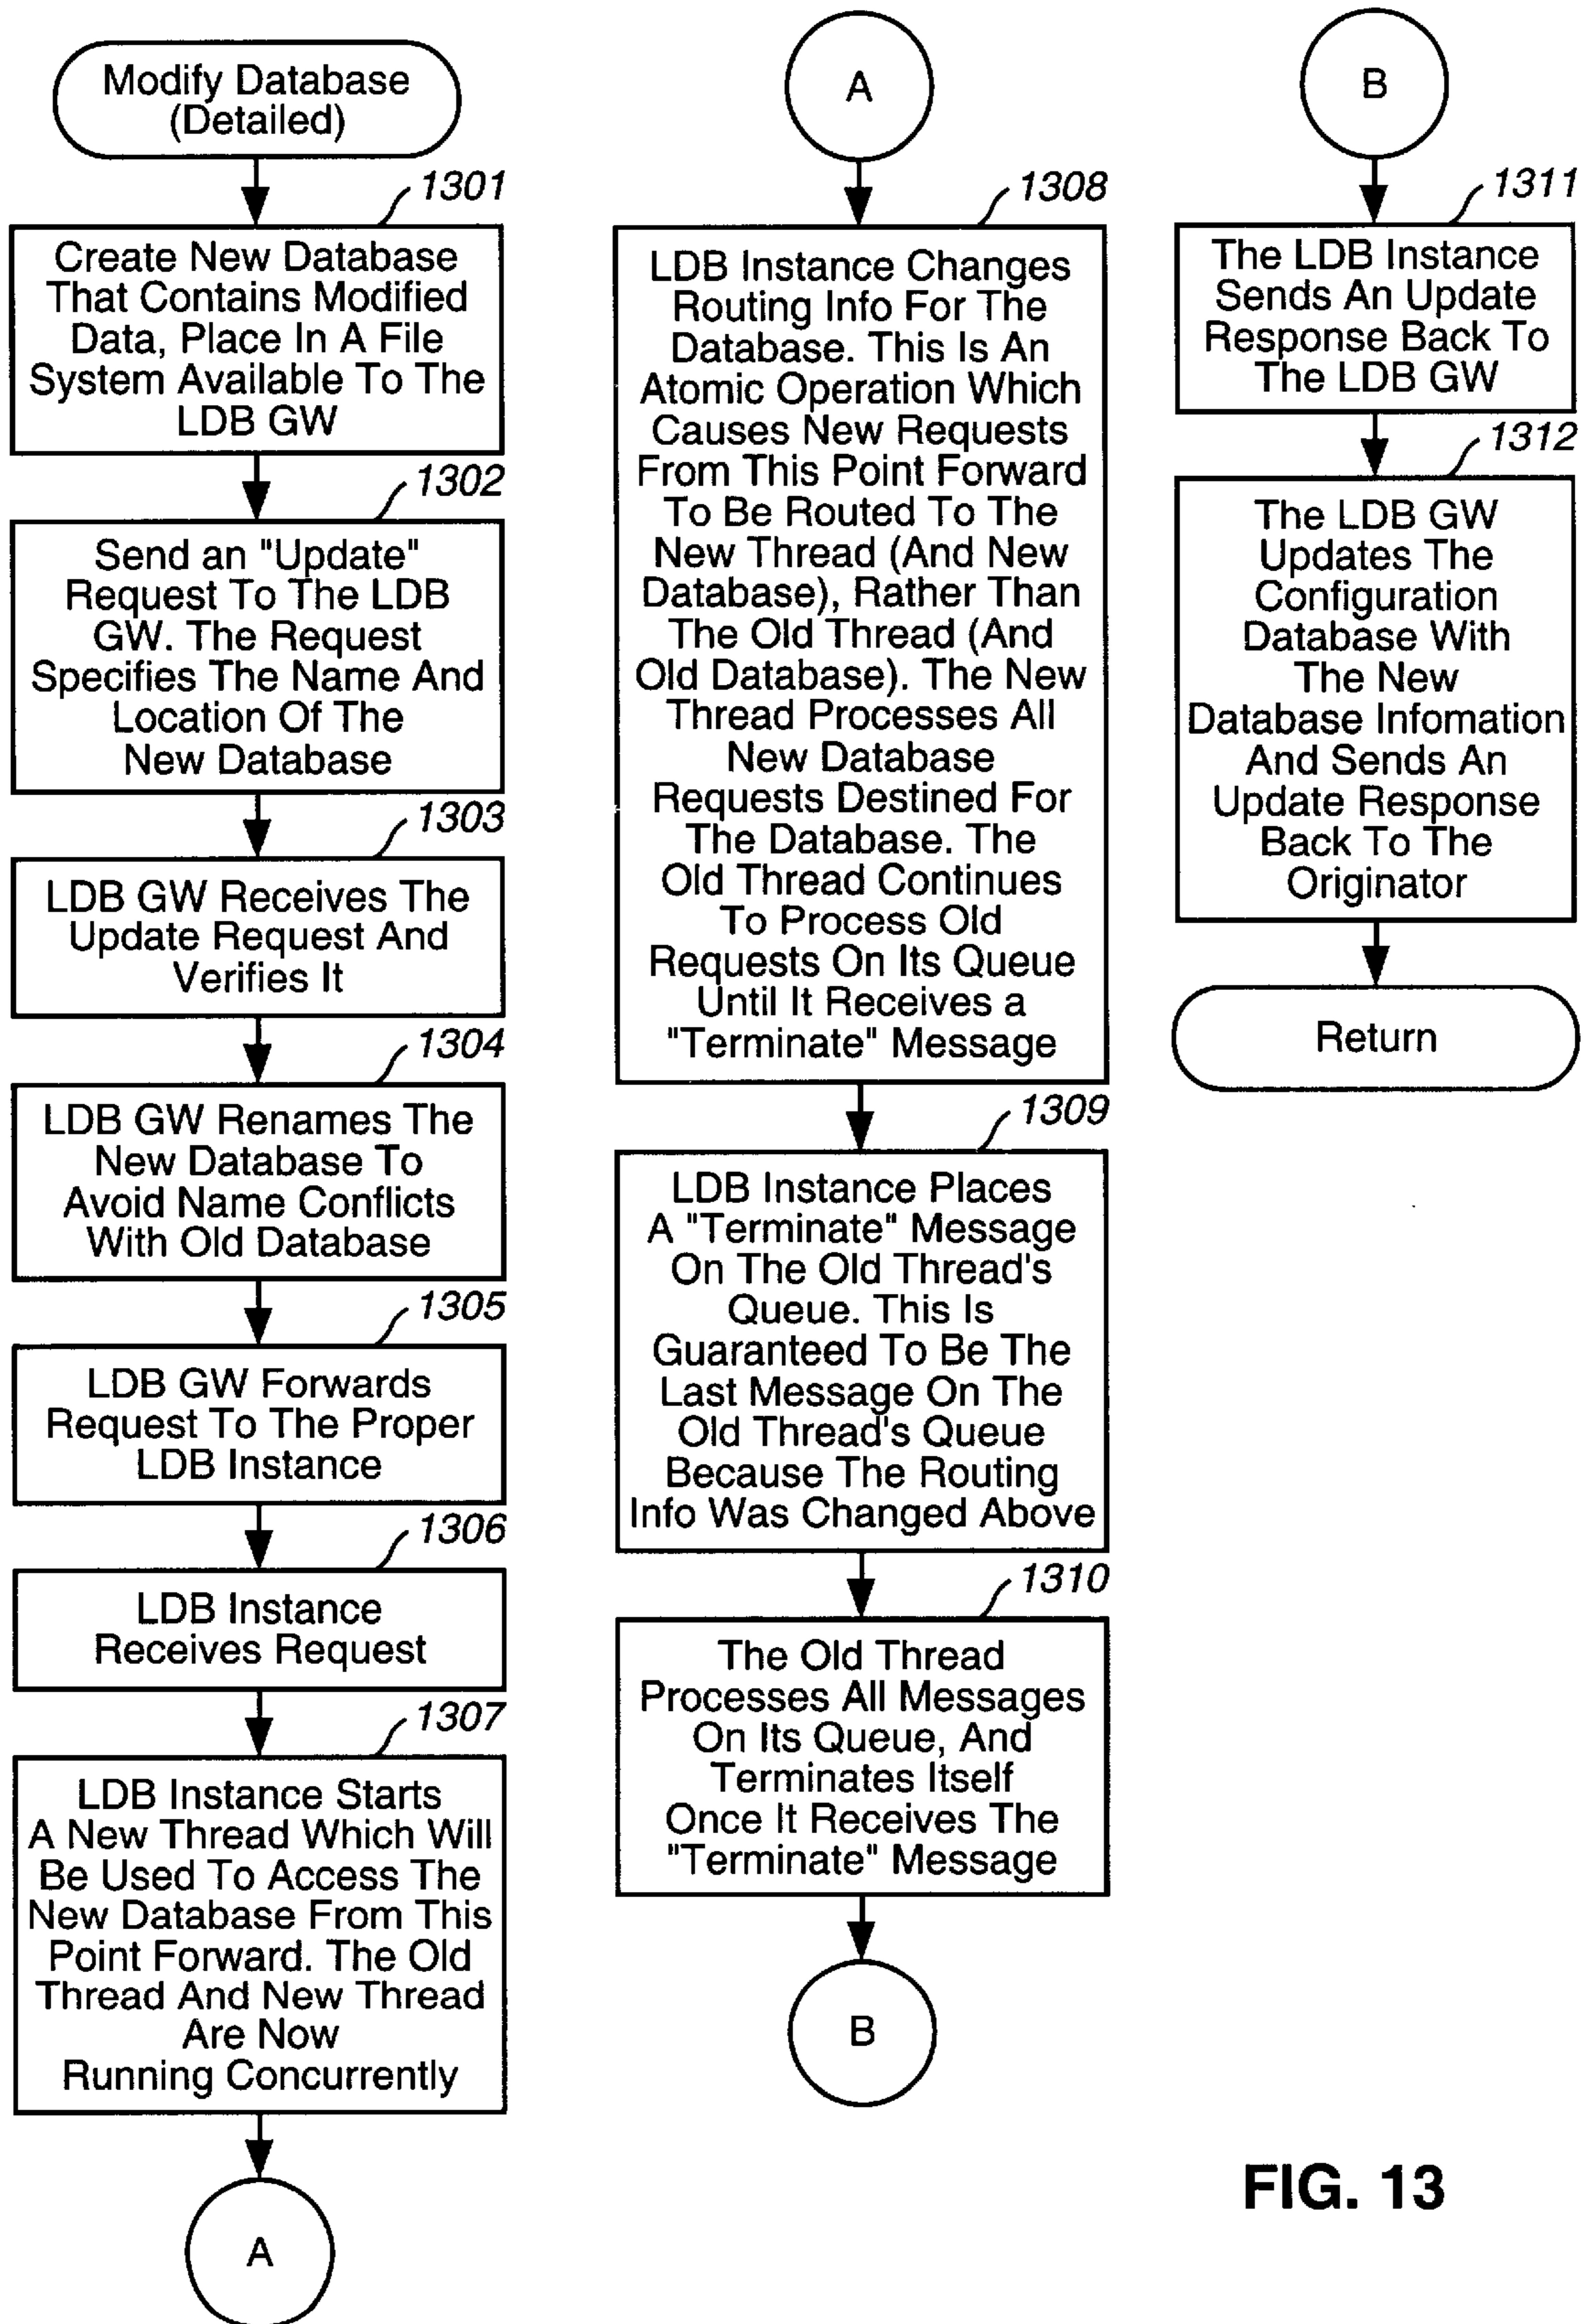 Modify Database
(Detailed)
1301
Create New Database
That Contains Modified
Data, Place In A File
System Available To The
LDB GW
1302
Send an "Update"
Request To The LDB
GW. The Request
Specifies The Name And
Location Of The
New Database
1303
LDB GW Receives The
Update Request And
Verifies It
1304
LDB GW Renames The
New Database To
Avoid Name Conflicts
With Old Database
1305
LDB GW Forwards
Request To The Proper
LDB Instance
1306
LDB Instance
Receives Request
1307
LDB Instance Starts
A New Thread Which Will
Be Used To Access The
New Database From This
Point Forward. The Old
Thread And New Thread
Are Now
Running Concurrently
A
A
1308
LDB Instance Changes
Routing Info For The
Database. This Is An
Atomic Operation Which
Causes New Requests
From This Point Forward
To Be Routed To The
New Thread (And New
Database), Rather Than
The Old Thread (And
Old Database). The New
Thread Processes All
New Database
Requests Destined For
The Database. The
Old Thread Continues
To Process Old
Requests On Its Queue
Until It Receives a
"Terminate" Message
1309
LDB Instance Places
A "Terminate" Message
On The Old Thread's
Queue. This Is
Guaranteed To Be The
Last Message On The
Old Thread's Queue
Because The Routing
Info Was Changed Above
1310
The Old Thread
Processes All Messages
On Its Queue, And
Terminates Itself
Once It Receives The
"Terminate" Message
B
B
1311
The LDB Instance
Sends An Update
Response Back To
The LDB GW
1312
The LDB GW
Updates The
Configuration
Database With
The New
Database Infomation
And Sends An
Update Response
Back To The
Originator
Return
FIG. 13